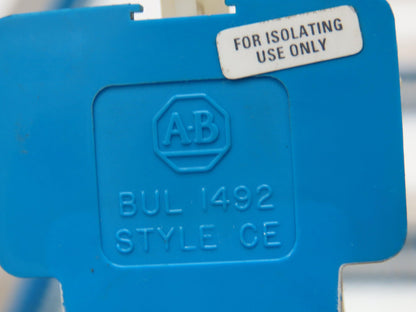 FOR ISOLATING
USE ONLY
A-B
BUL 1492
STYLE CE